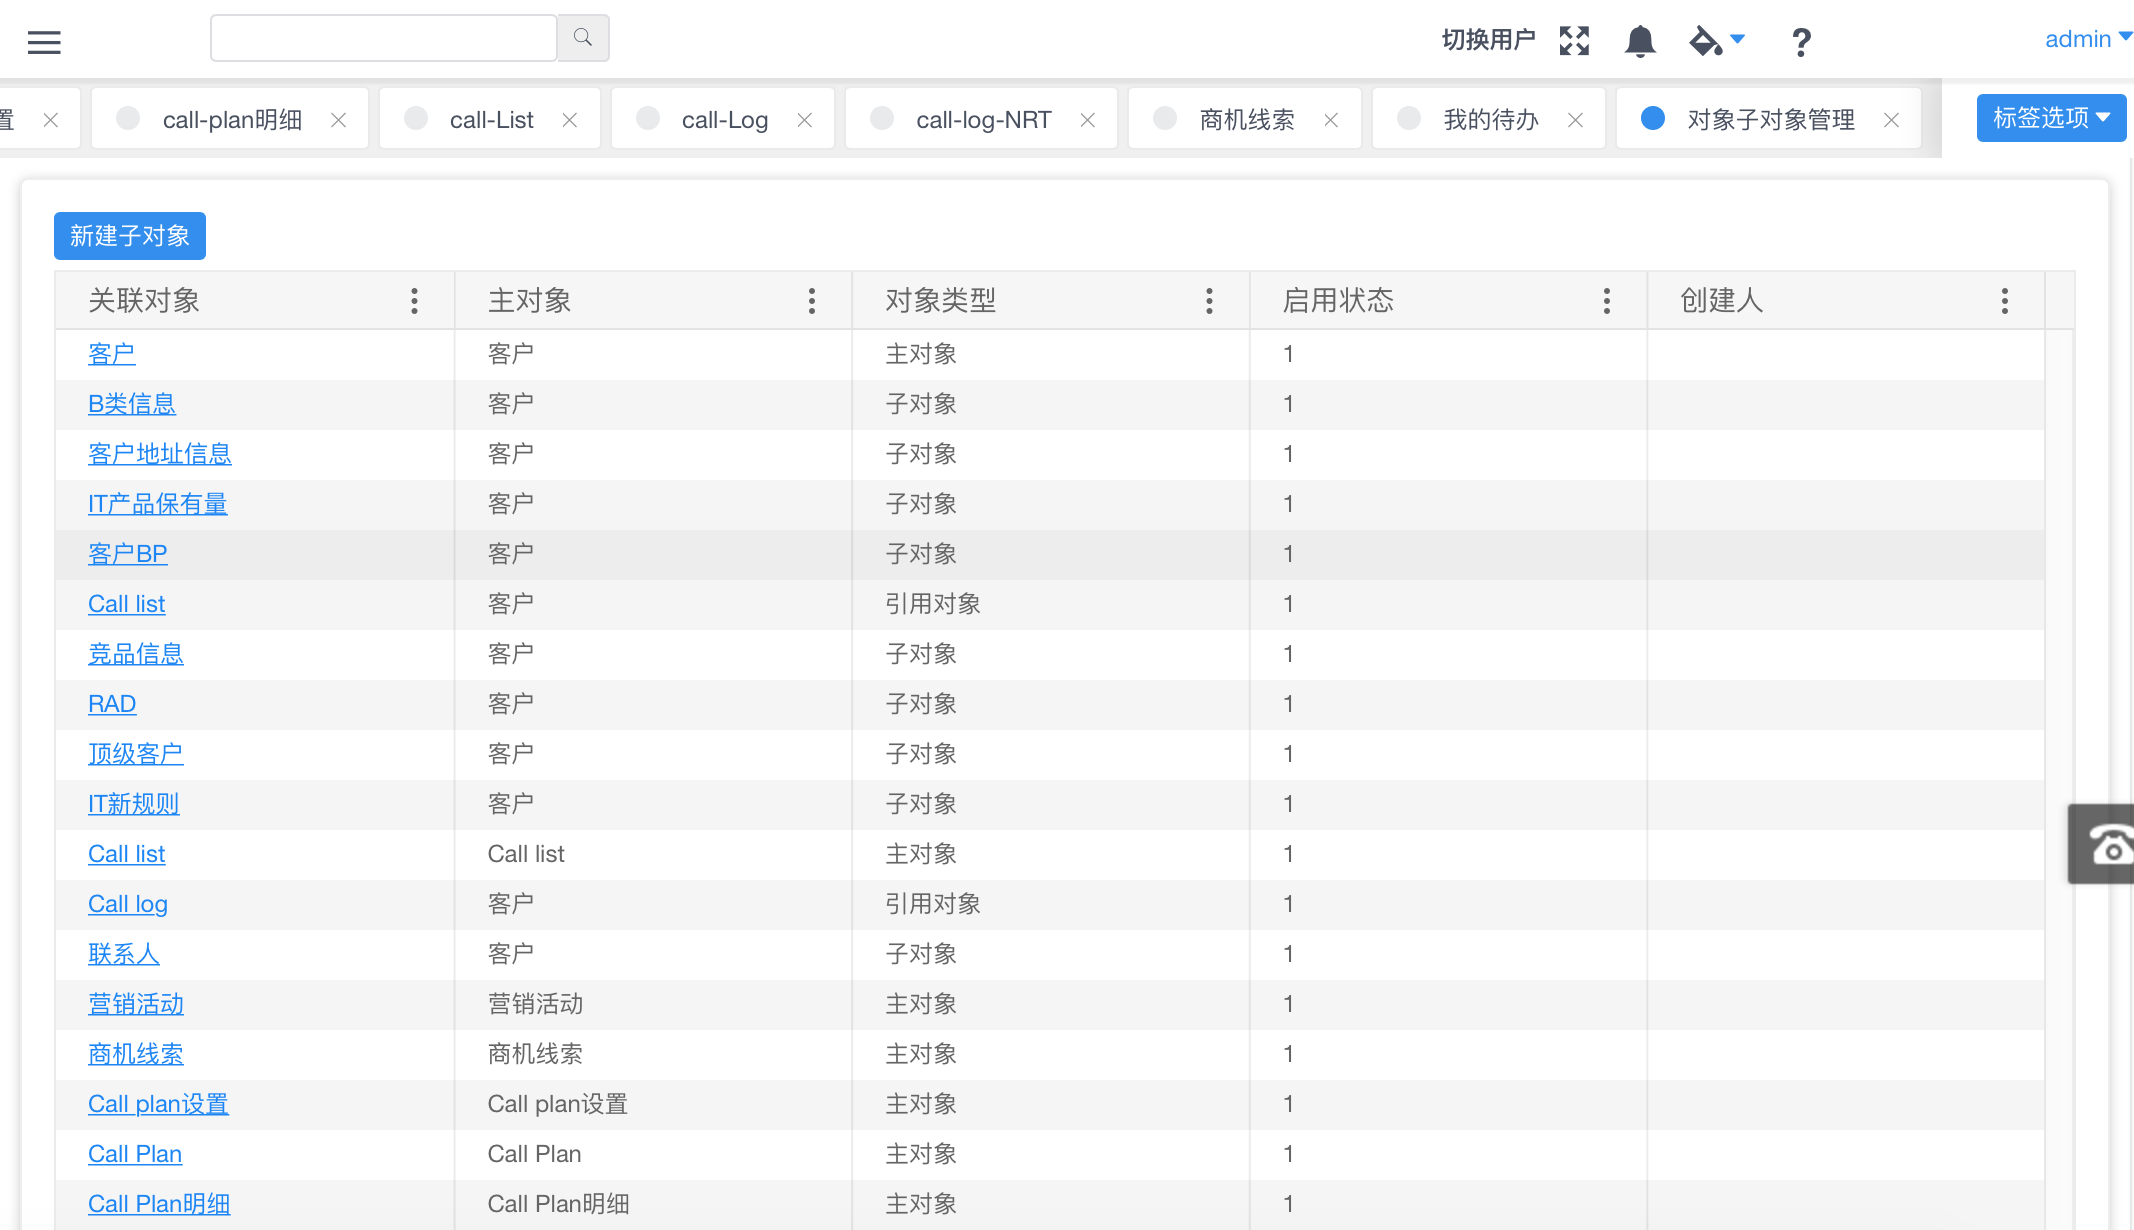 切换用户 ? admin
置 call-plan明细 call-List call-Log call-log-NRT 商机线索 我的待办 对象子对象管理 标签选项
新建子对象
关联对象 主对象 对象类型 启用状态 创建人
客户 客户 主对象 1
B类信息 客户 子对象 1
客户地址信息 客户 子对象 1
IT产品保有量 客户 子对象 1
客户BP 客户 子对象 1
Call list 客户 引用对象 1
竞品信息 客户 子对象 1
RAD 客户 子对象 1
顶级客户 客户 子对象 1
IT新规则 客户 子对象 1
Call list Call list 主对象 1
Call log 客户 引用对象 1
联系人 客户 子对象 1
营销活动 营销活动 主对象 1
商机线索 商机线索 主对象 1
Call plan设置 Call plan设置 主对象 1
Call Plan Call Plan 主对象 1
Call Plan明细 Call Plan明细 主对象 1